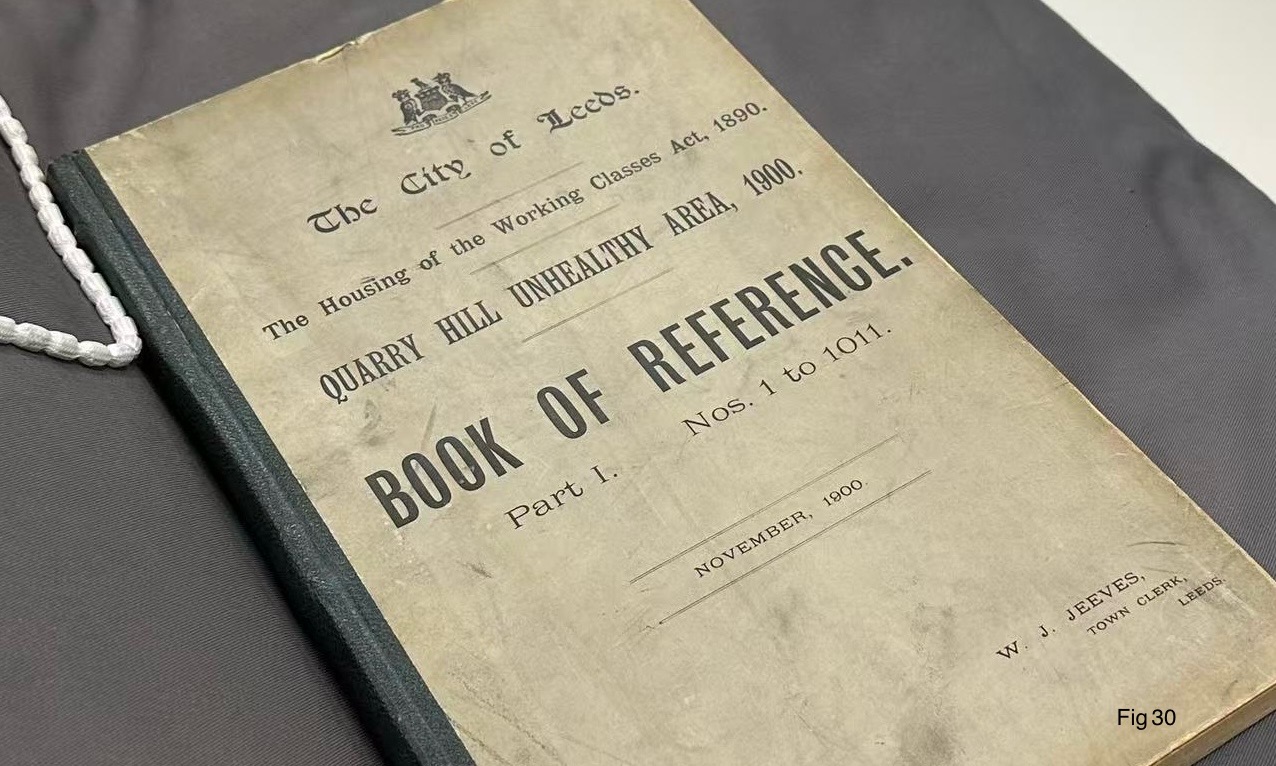 The City of Leeds.
The Housing of the Working Classes Act, 1890.
QUARRY HILL UNHEALTHY AREA, 1900.
BOOK OF REFERENCE.
Part I. Nos. 1 to 1011.
NOVEMBER, 1900.
W. J. JEEVES,
TOWN CLERK,
LEEDS.
Fig 30